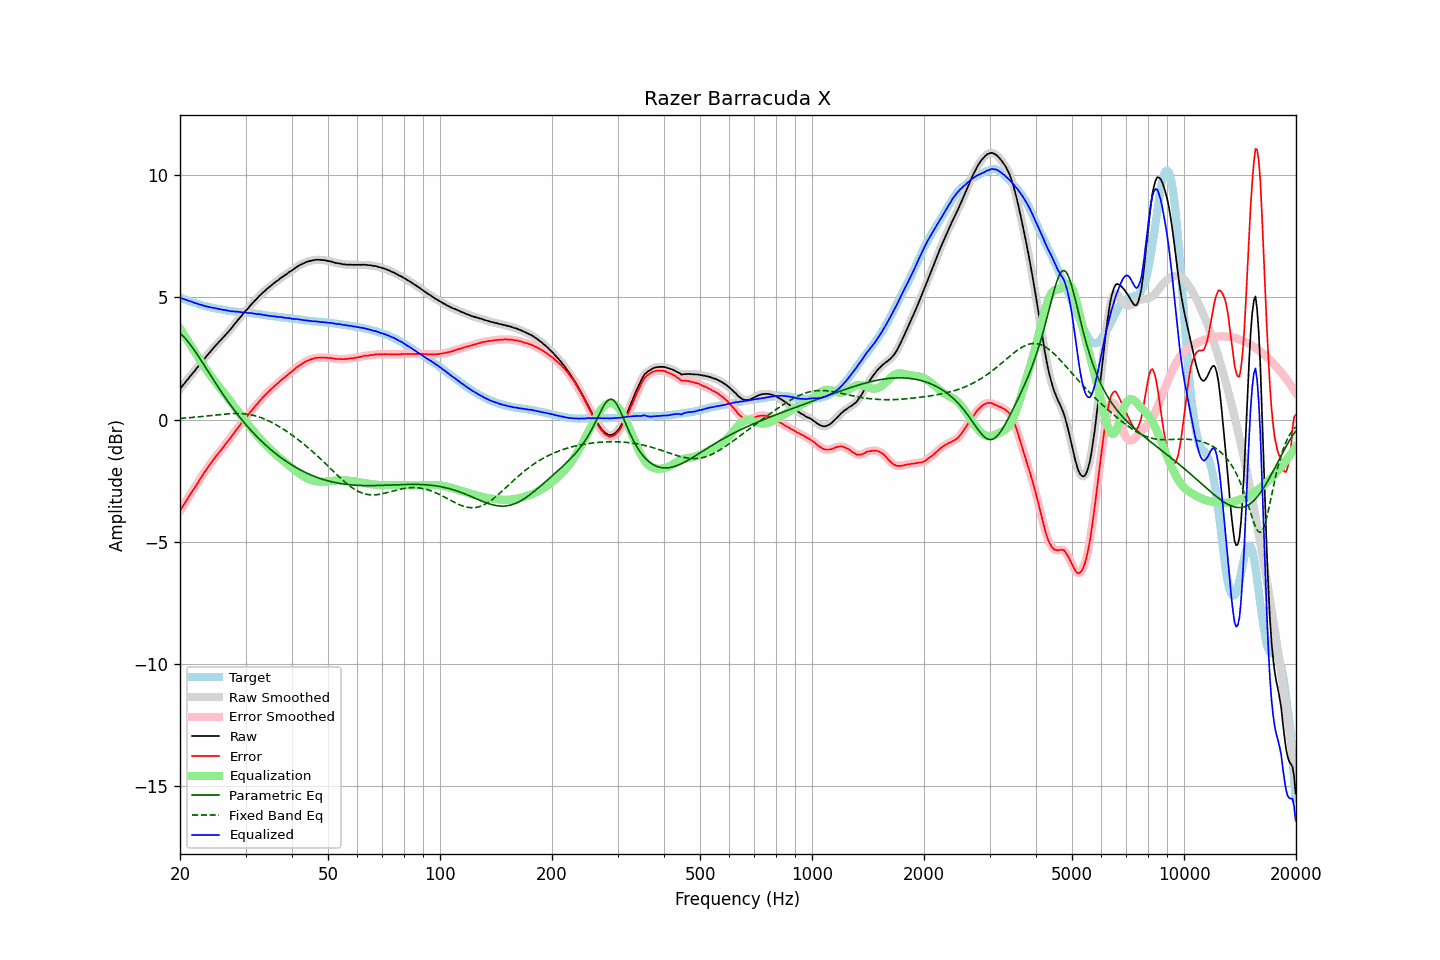 Razer Barracuda X
Amplitude (dBr)
10
5
0
−5
−10
−15
Target
Raw Smoothed
Error Smoothed
Raw
Error
Equalization
Parametric Eq
Fixed Band Eq
Equalized
20 50 100 200 500 1000 2000 5000 10000 20000
Frequency (Hz)